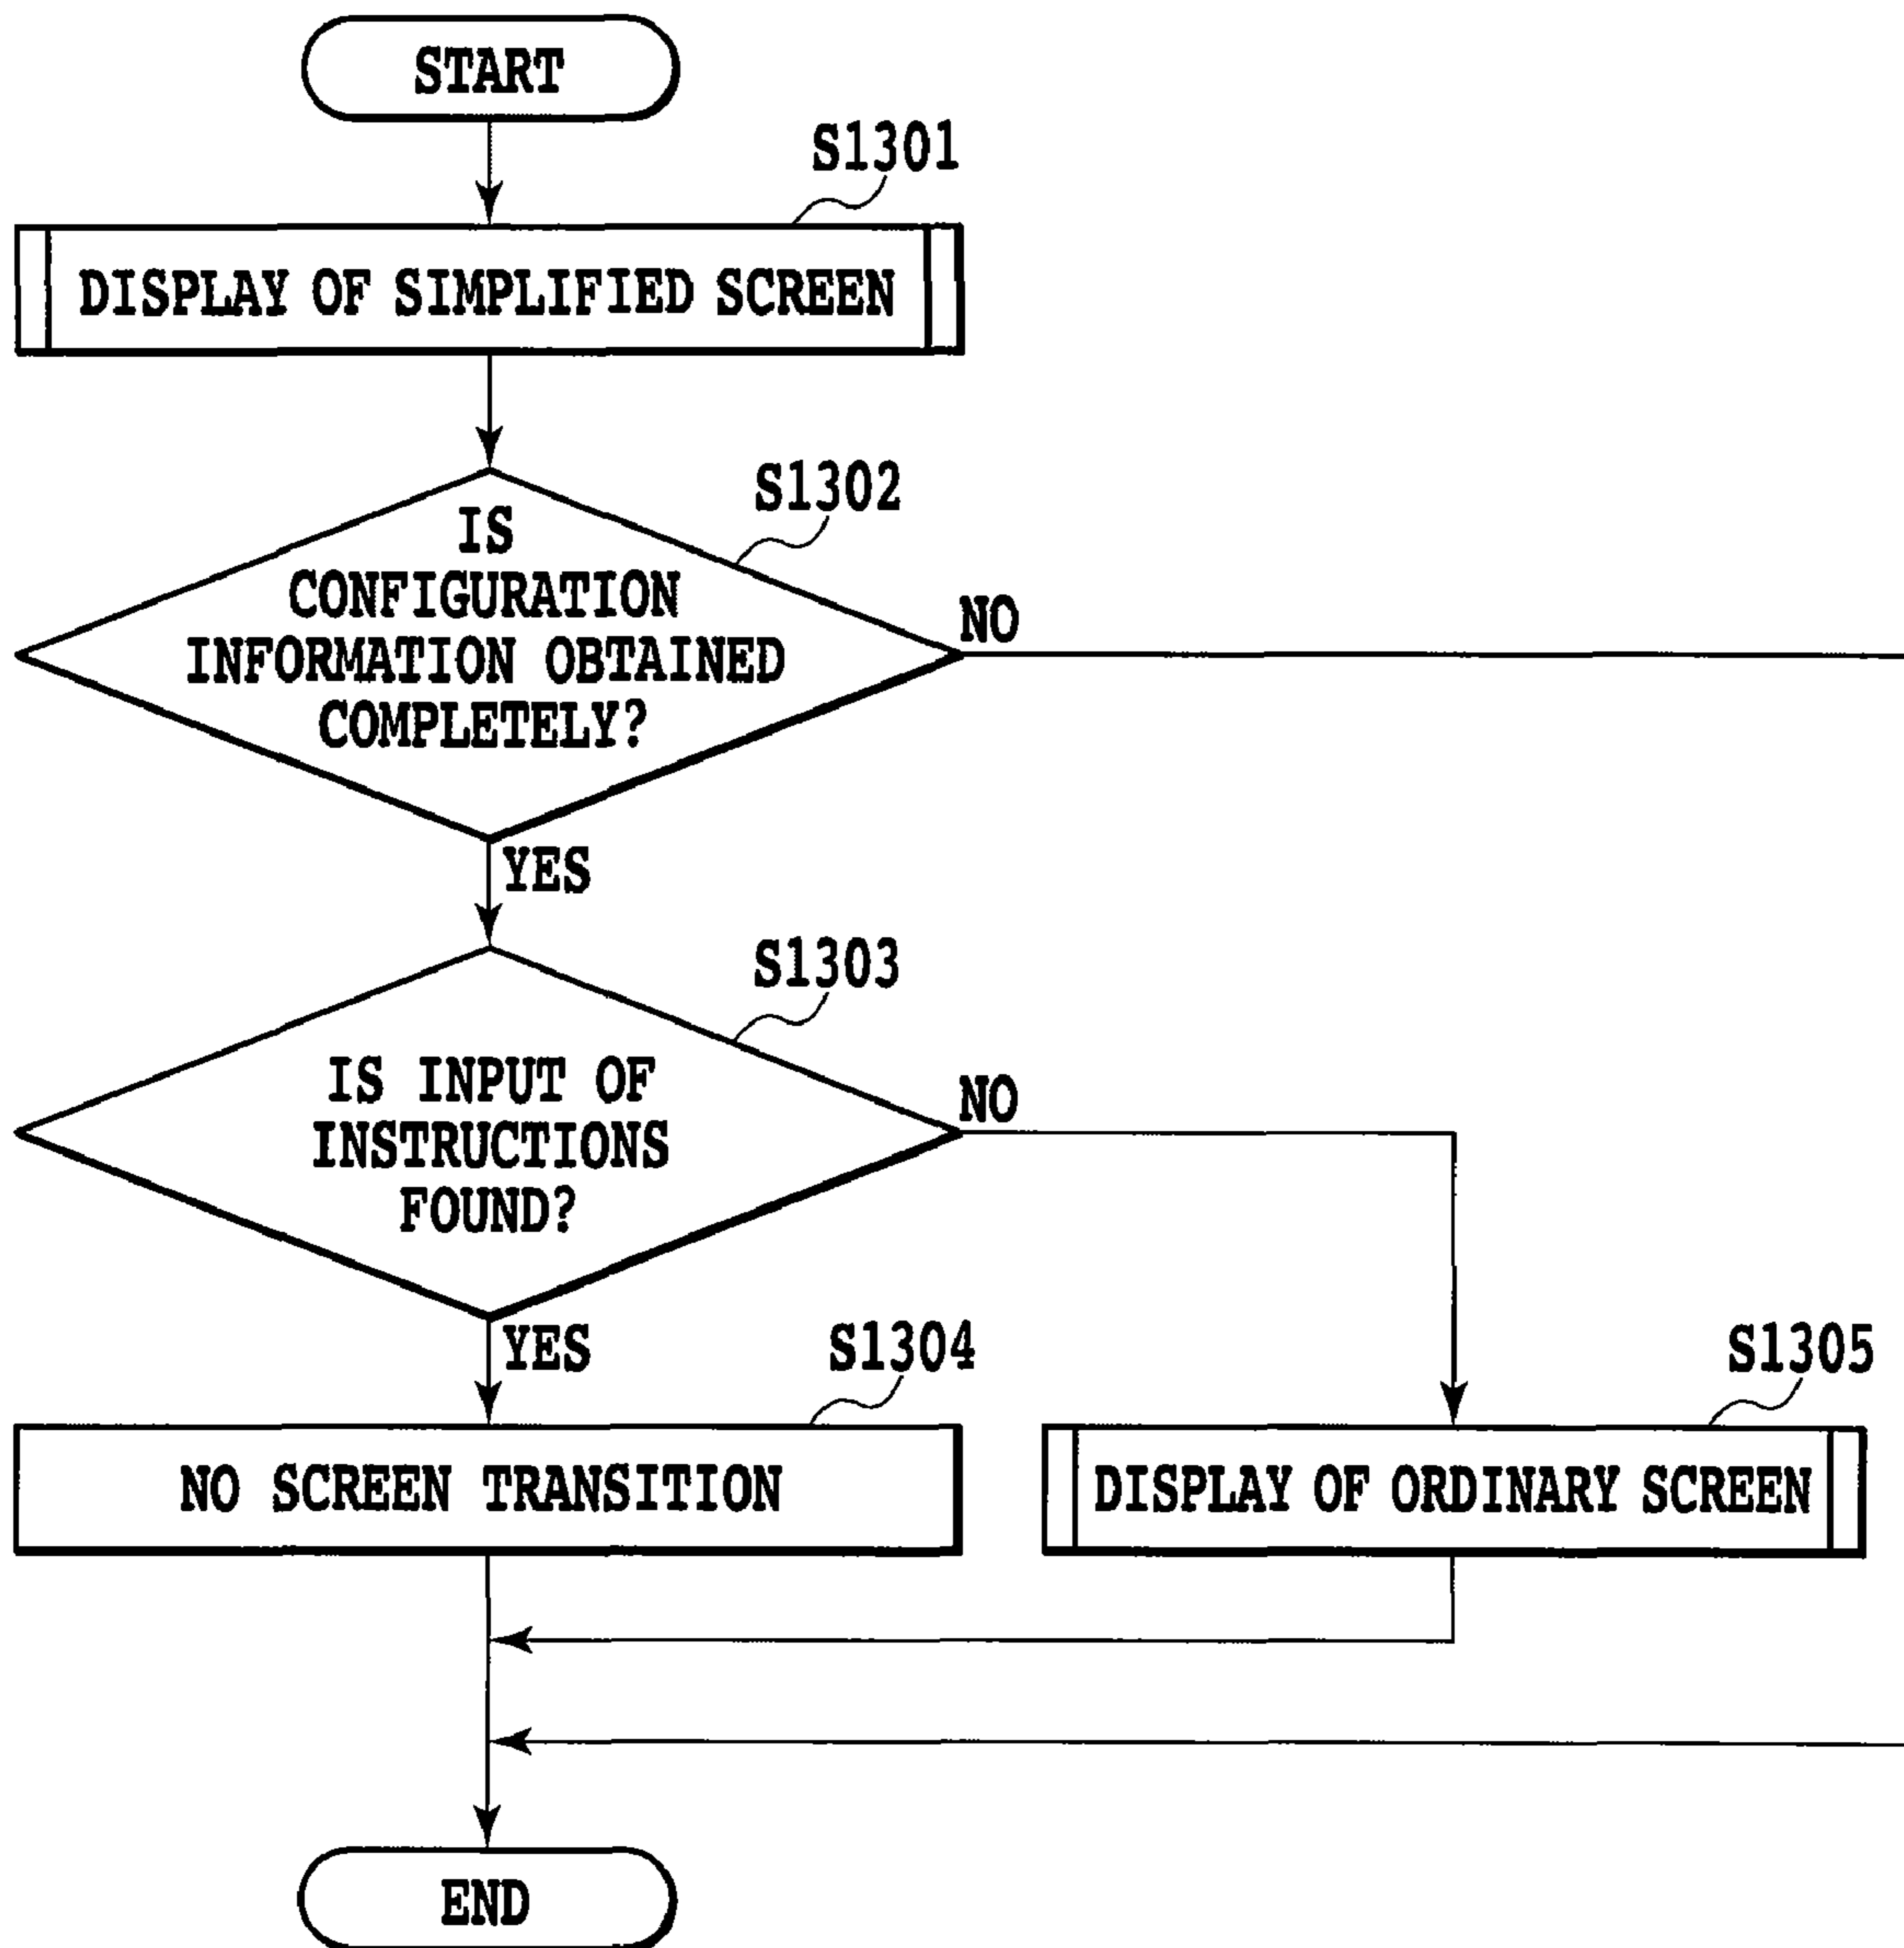 START
S1301
DISPLAY OF SIMPLIFIED SCREEN
S1302
IS
CONFIGURATION
INFORMATION OBTAINED
COMPLETELY?
NO
YES
S1303
IS INPUT OF
INSTRUCTIONS
FOUND?
NO
YES
S1304
S1305
NO SCREEN TRANSITION
DISPLAY OF ORDINARY SCREEN
END